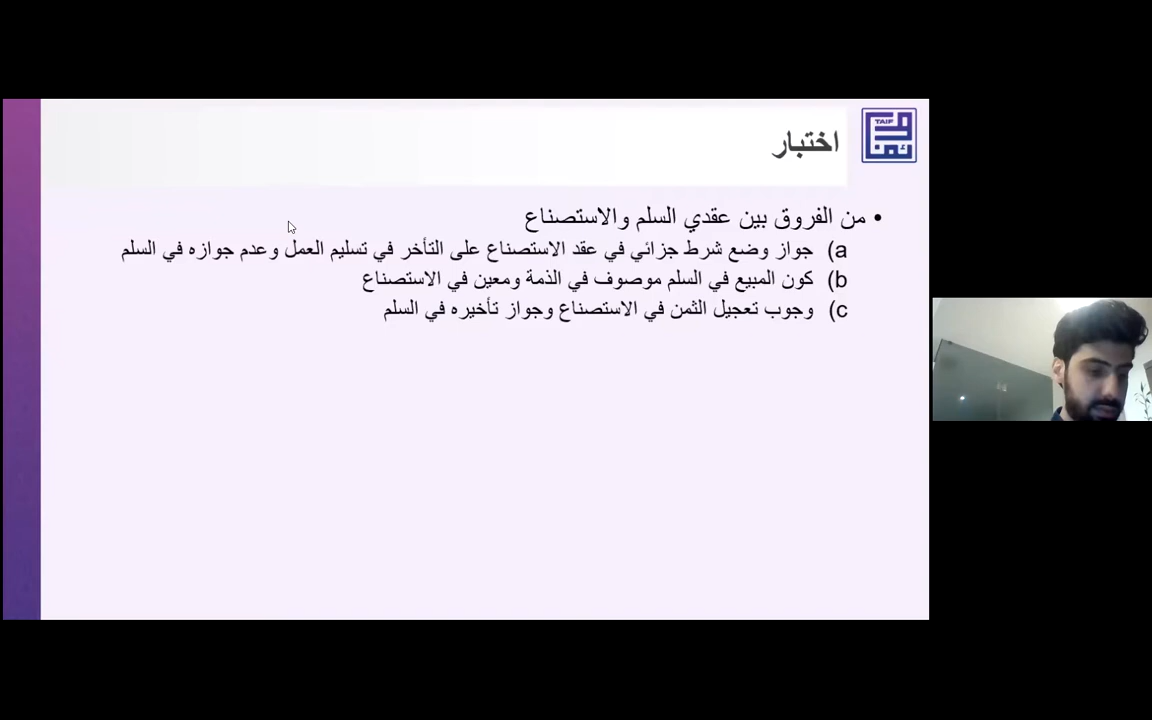 TAIF
اختبار
• من الفروق بين عقدي السلم والاستصناع
a) جواز وضع شرط جزائي في عقد الاستصناع على التأخر في تسليم العمل وعدم جوازه في السلم
b) كون المبيع في السلم موصوف في الذمة ومعين في الاستصناع
c) وجوب تعجيل الثمن في الاستصناع وجواز تأخيره في السلم